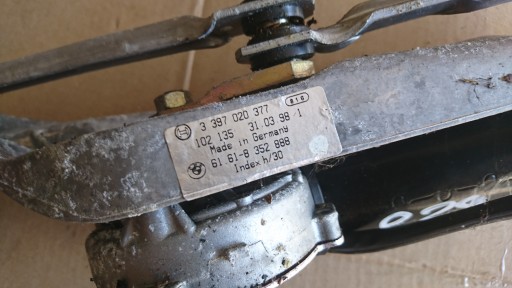 3 397 020 377
816
102 135 31 03 98 1
Made in Germany
61 61-8 352 888
Index h/30